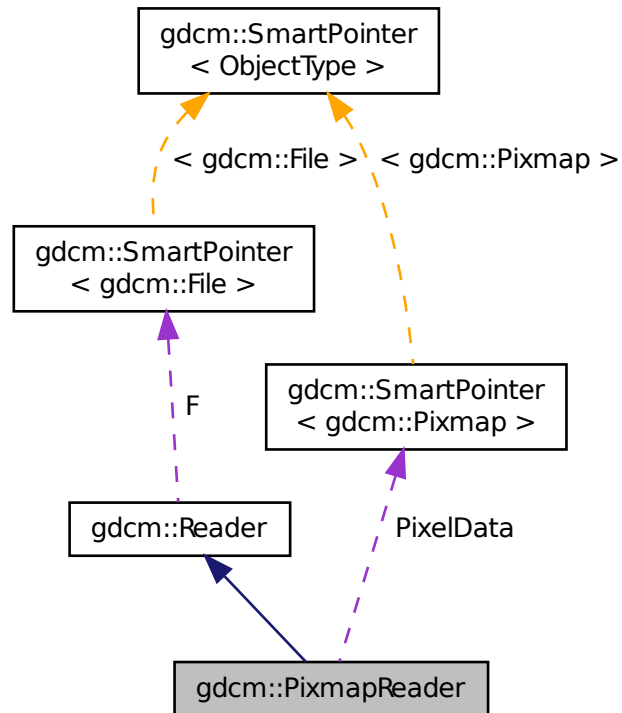 gdcm::SmartPointer
< ObjectType >
< gdcm::File >
< gdcm::Pixmap >
gdcm::SmartPointer
< gdcm::File >
gdcm::SmartPointer
< gdcm::Pixmap >
F
gdcm::Reader
PixelData
gdcm::PixmapReader